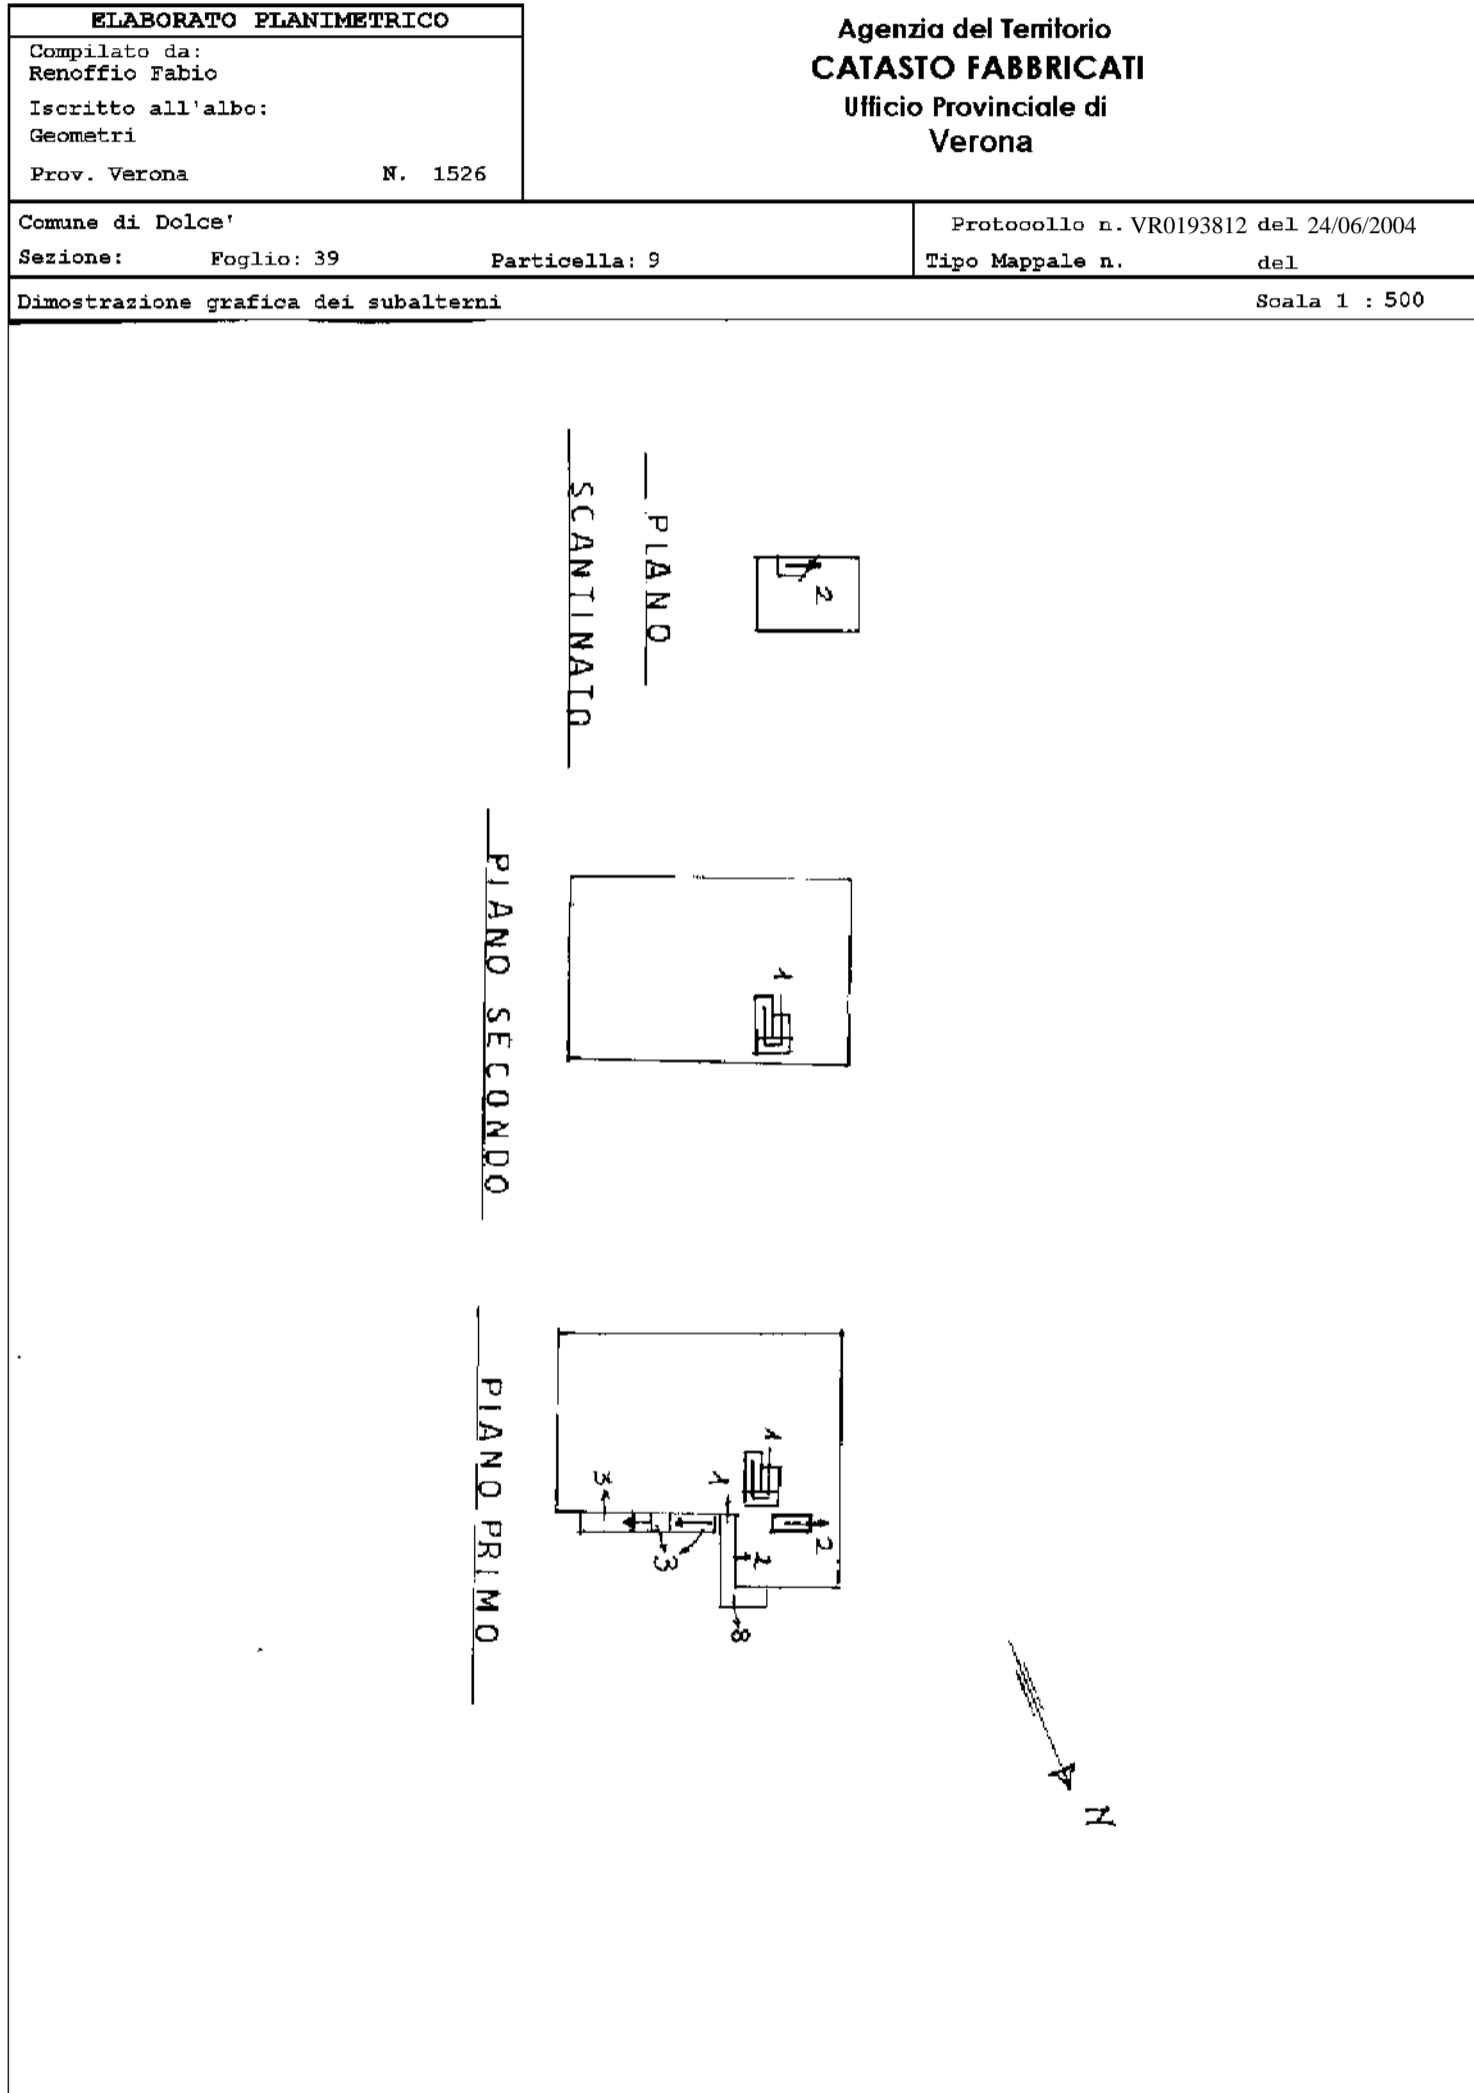 ELABORATO PLANIMETRICO
Compilato da:
Renoffio Fabio
Iscritto all'albo:
Geometri
Prov. Verona N. 1526
Agenzia del Territorio
CATASTO FABBRICATI
Ufficio Provinciale di
Verona
Comune di Dolce'
Sezione: Foglio: 39 Particella: 9
Protocollo n. VR0193812 del 24/06/2004
Tipo Mappale n. del
Dimostrazione grafica dei subalterni Scala 1 : 500
PIANO
SCANTINATO
2
PIANO SECONDO
1
PIANO PRIMO
1
3
1
2
3
8
N